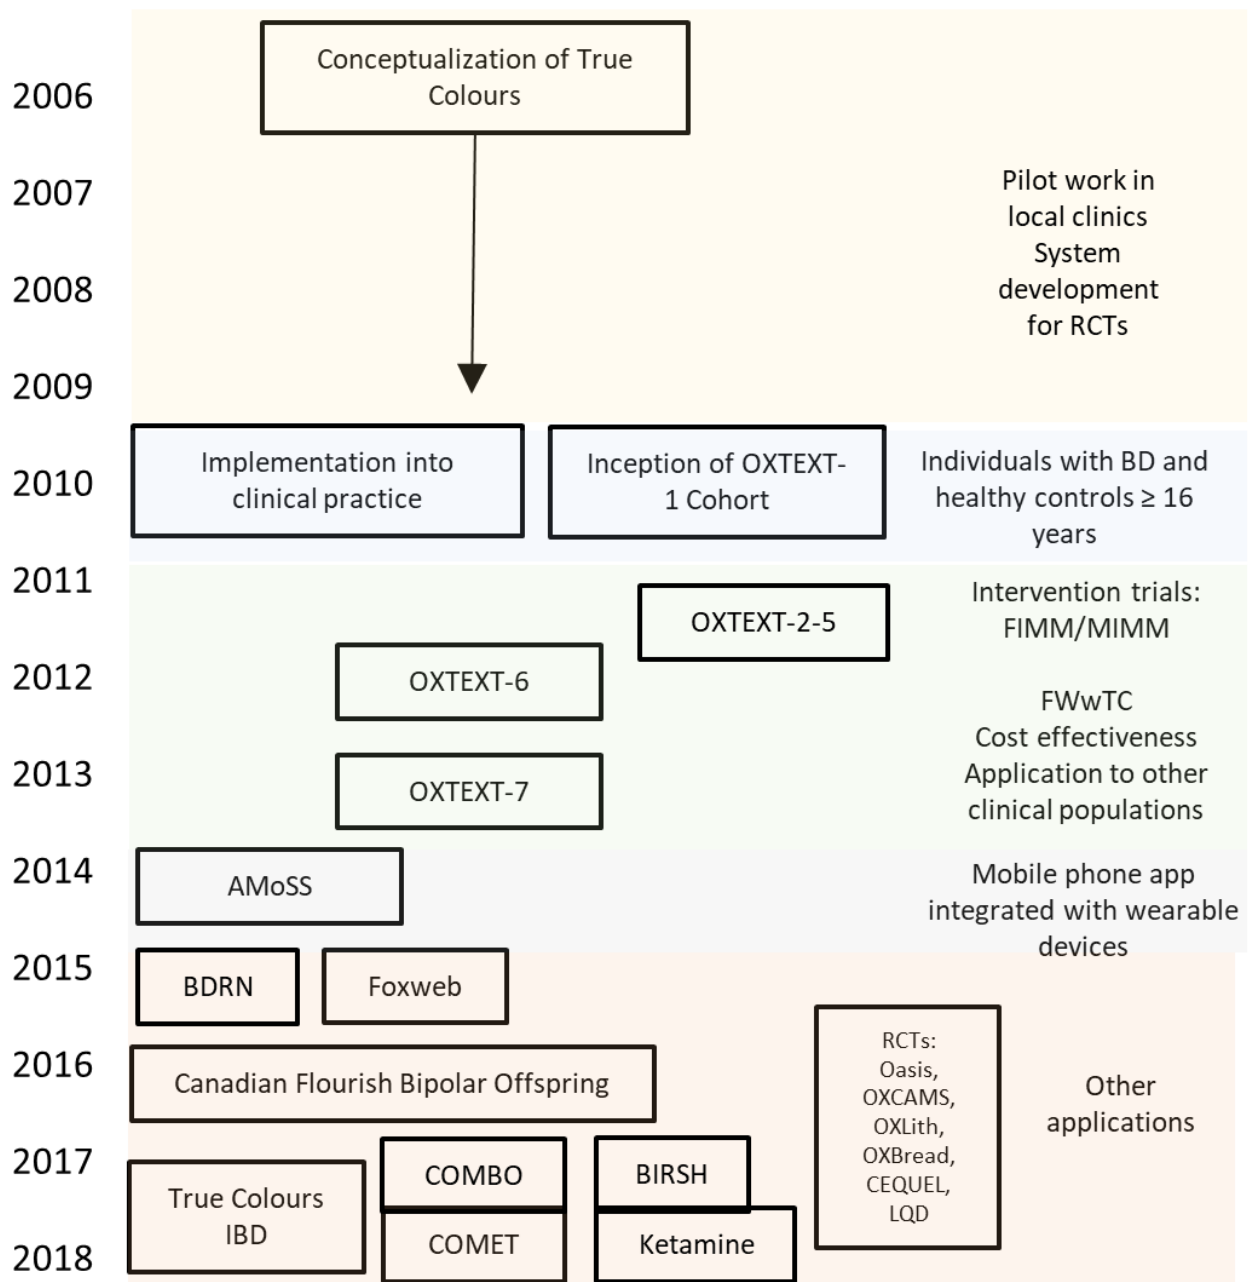 Conceptualization of True
Colours
2006
2007
2008
2009
Pilot work in
local clinics
System
development
for RCTs
2010
Implementation into
clinical practice
Inception of OXTEXT-
1 Cohort
Individuals with BD and
healthy controls ≥ 16
years
2011
OXTEXT-2-5
Intervention trials:
FIMM/MIMM
2012
OXTEXT-6
FWwTC
Cost effectiveness
Application to other
clinical populations
2013
OXTEXT-7
2014
AMoSS
Mobile phone app
integrated with wearable
devices
2015
BDRN
Foxweb
2016
Canadian Flourish Bipolar Offspring
RCTs:
Oasis,
OXCAMS,
OXLith,
OXBread,
CEQUEL,
LQD
Other
applications
2017
True Colours
IBD
COMBO
BIRSH
2018
COMET
Ketamine